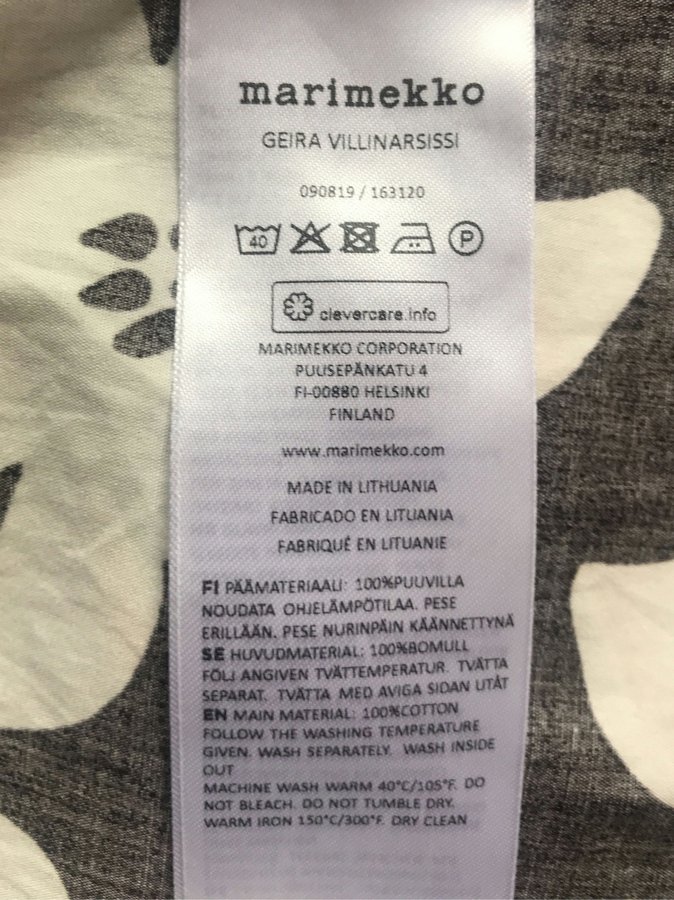 marimekko
GEIRA VILLINARSISSI
090819 / 163120
40 P
clevercare.info
MARIMEKKO CORPORATION
PUUSEPÄNKATU 4
FI-00880 HELSINKI
FINLAND
www.marimekko.com
MADE IN LITHUANIA
FABRICADO EN LITUANIA
FABRIQUÉ EN LITUANIE
FI PÄÄMATERIAALI: 100%PUUVILLA
NOUDATA OHJELÄMPÖTILAA. PESE
ERILLÄÄN. PESE NURINPÄIN KÄÄNNETTYNÄ
SE HUVUDMATERIAL: 100%BOMULL
FÖLJ ANGIVEN TVÄTTEMPERATUR. TVÄTTA
SEPARAT. TVÄTTA MED AVIGA SIDAN UTÅT
EN MAIN MATERIAL: 100%COTTON
FOLLOW THE WASHING TEMPERATURE
GIVEN. WASH SEPARATELY. WASH INSIDE
OUT
MACHINE WASH WARM 40°C/105°F. DO
NOT BLEACH. DO NOT TUMBLE DRY.
WARM IRON 150°C/300°F. DRY CLEAN